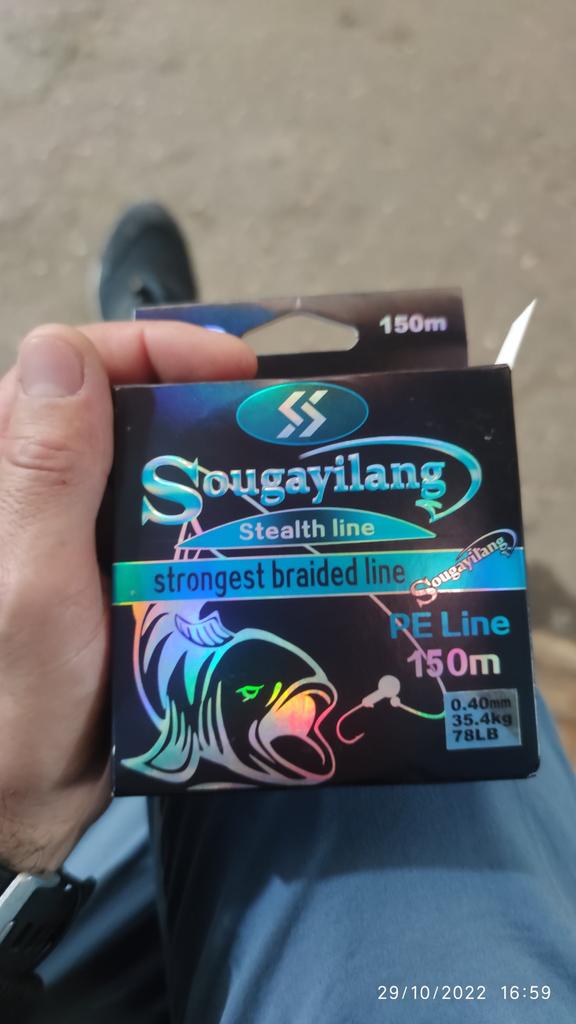 150m
Sougayilang
Stealth line
strongest braided line
Sougayilang
PE Line
150m
0.40mm
35.4kg
78LB
29/10/2022 16:59